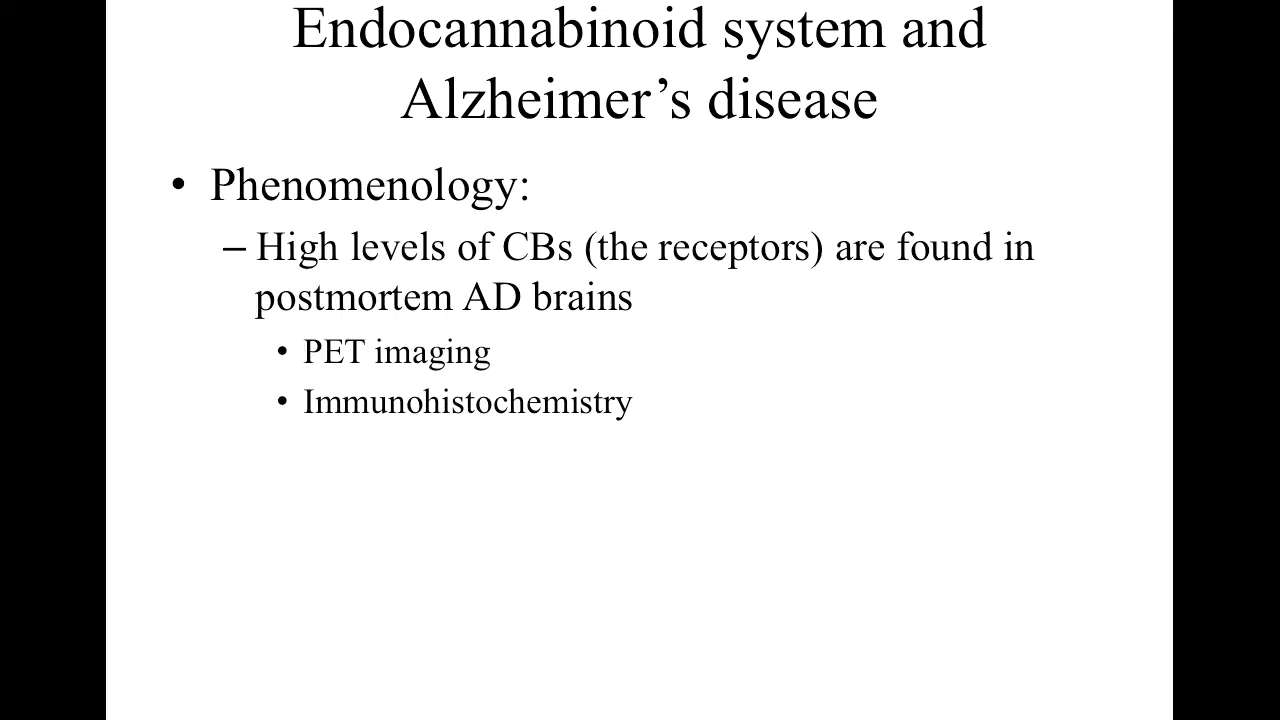 Endocannabinoid system and
Alzheimer’s disease
• Phenomenology:
– High levels of CBs (the receptors) are found in
postmortem AD brains
• PET imaging
• Immunohistochemistry